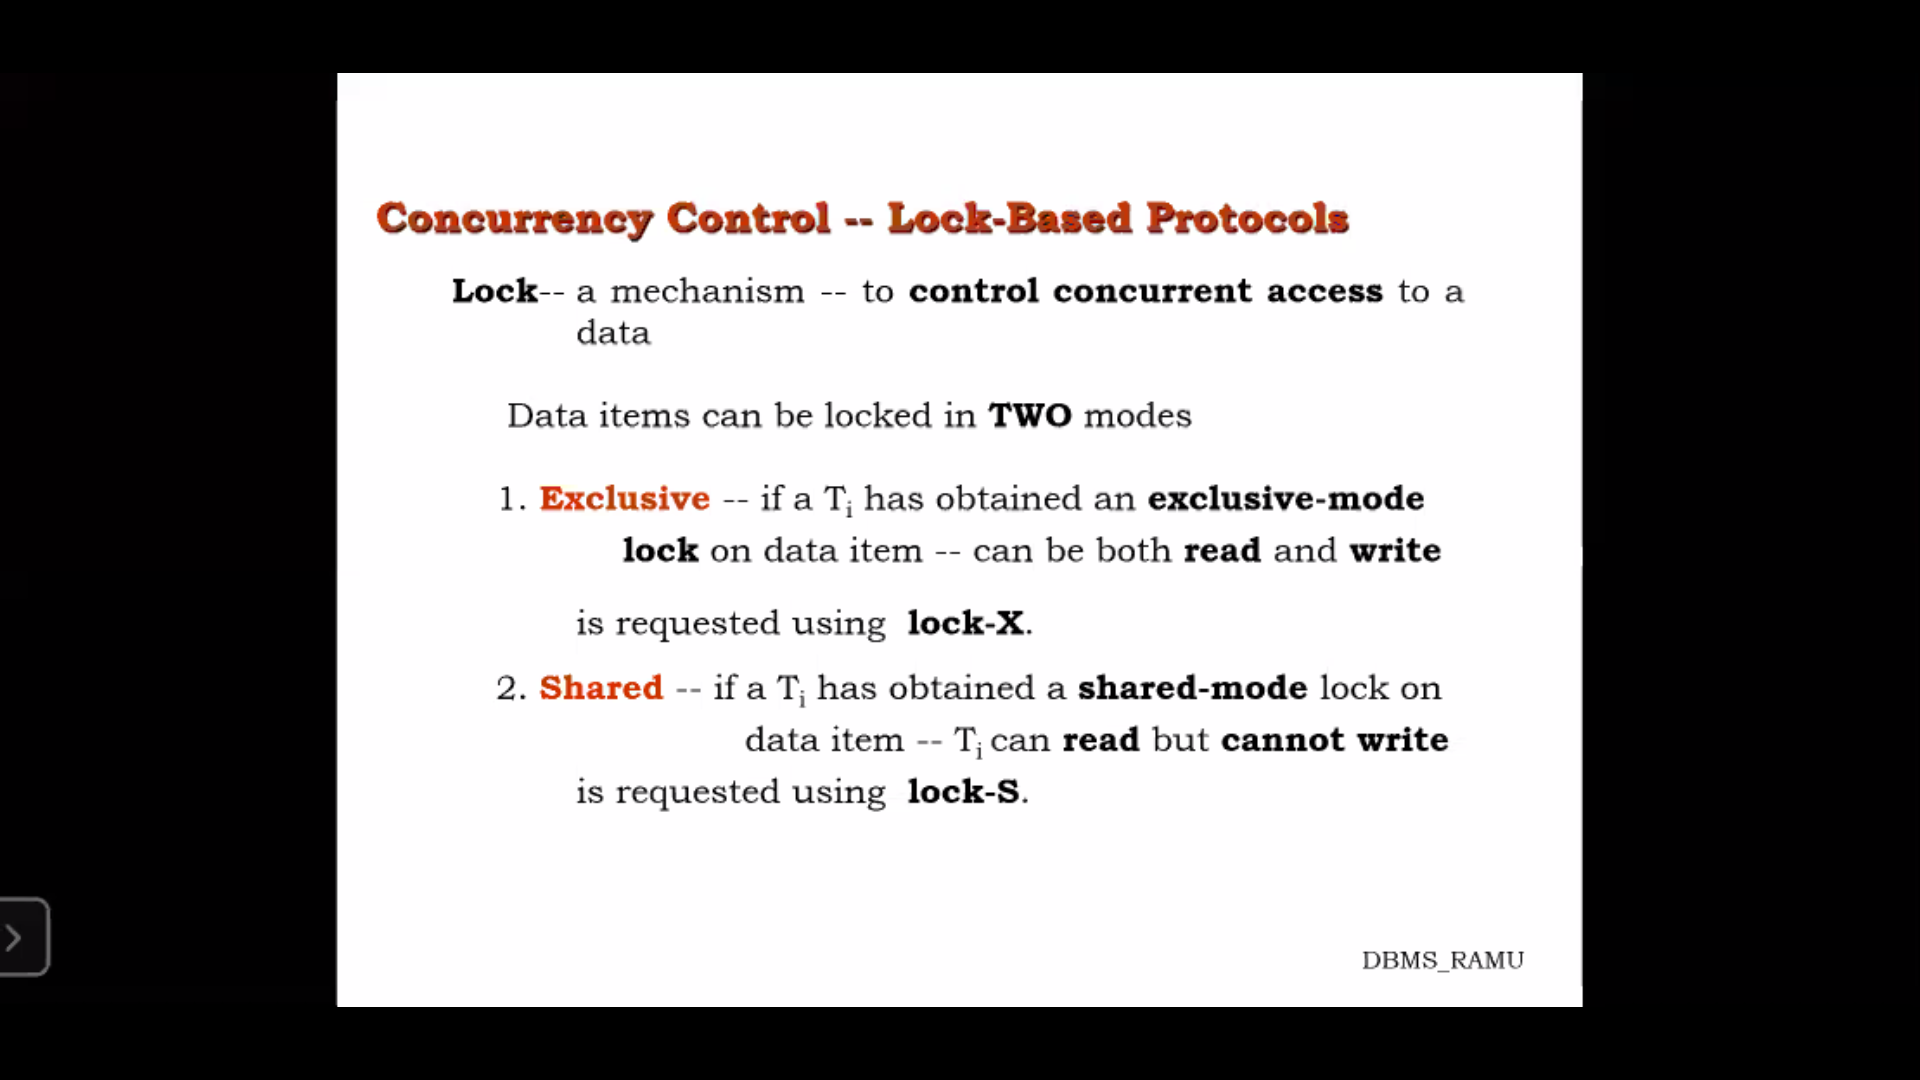 Concurrency Control -- Lock-Based Protocols
Lock-- a mechanism -- to control concurrent access to a
data
Data items can be locked in TWO modes
1. Exclusive -- if a Ti has obtained an exclusive-mode
lock on data item -- can be both read and write
is requested using lock-X.
2. Shared -- if a Ti has obtained a shared-mode lock on
data item -- Ti can read but cannot write
is requested using lock-S.
DBMS_RAMU